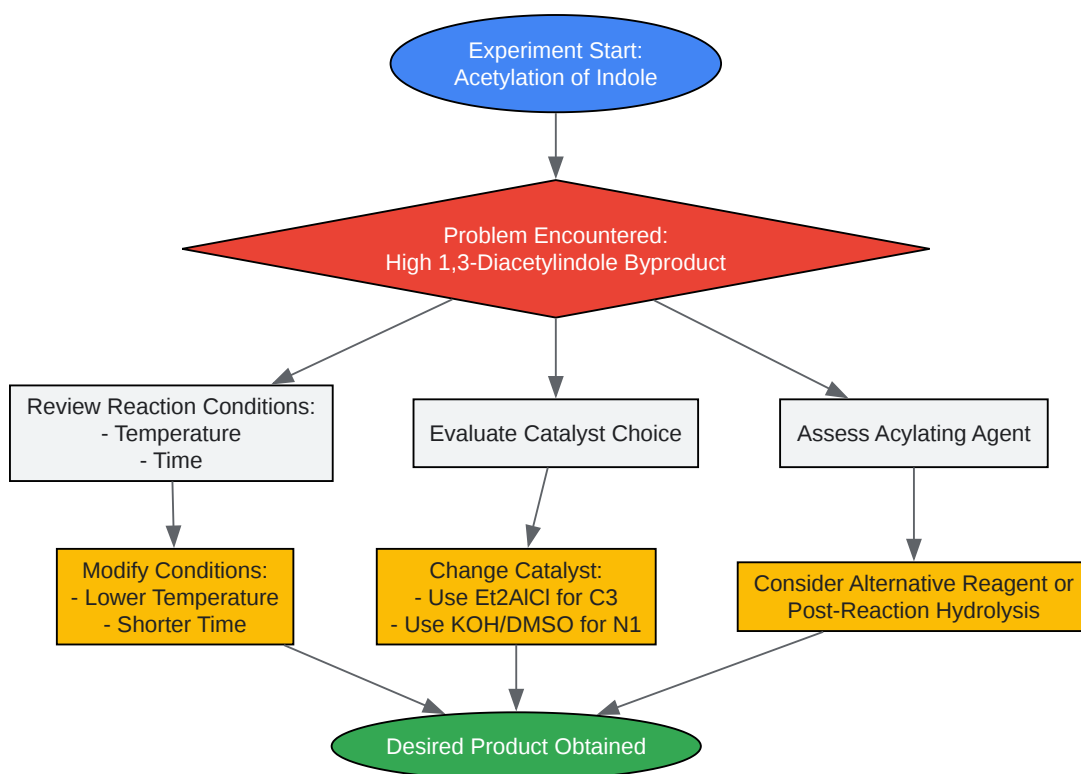 Experiment Start:
Acetylation of Indole
Problem Encountered:
High 1,3-Diacetylindole Byproduct
Review Reaction Conditions:
- Temperature
- Time
Evaluate Catalyst Choice
Assess Acylating Agent
Modify Conditions:
- Lower Temperature
- Shorter Time
Change Catalyst:
- Use Et2AlCl for C3
- Use KOH/DMSO for N1
Consider Alternative Reagent or
Post-Reaction Hydrolysis
Desired Product Obtained